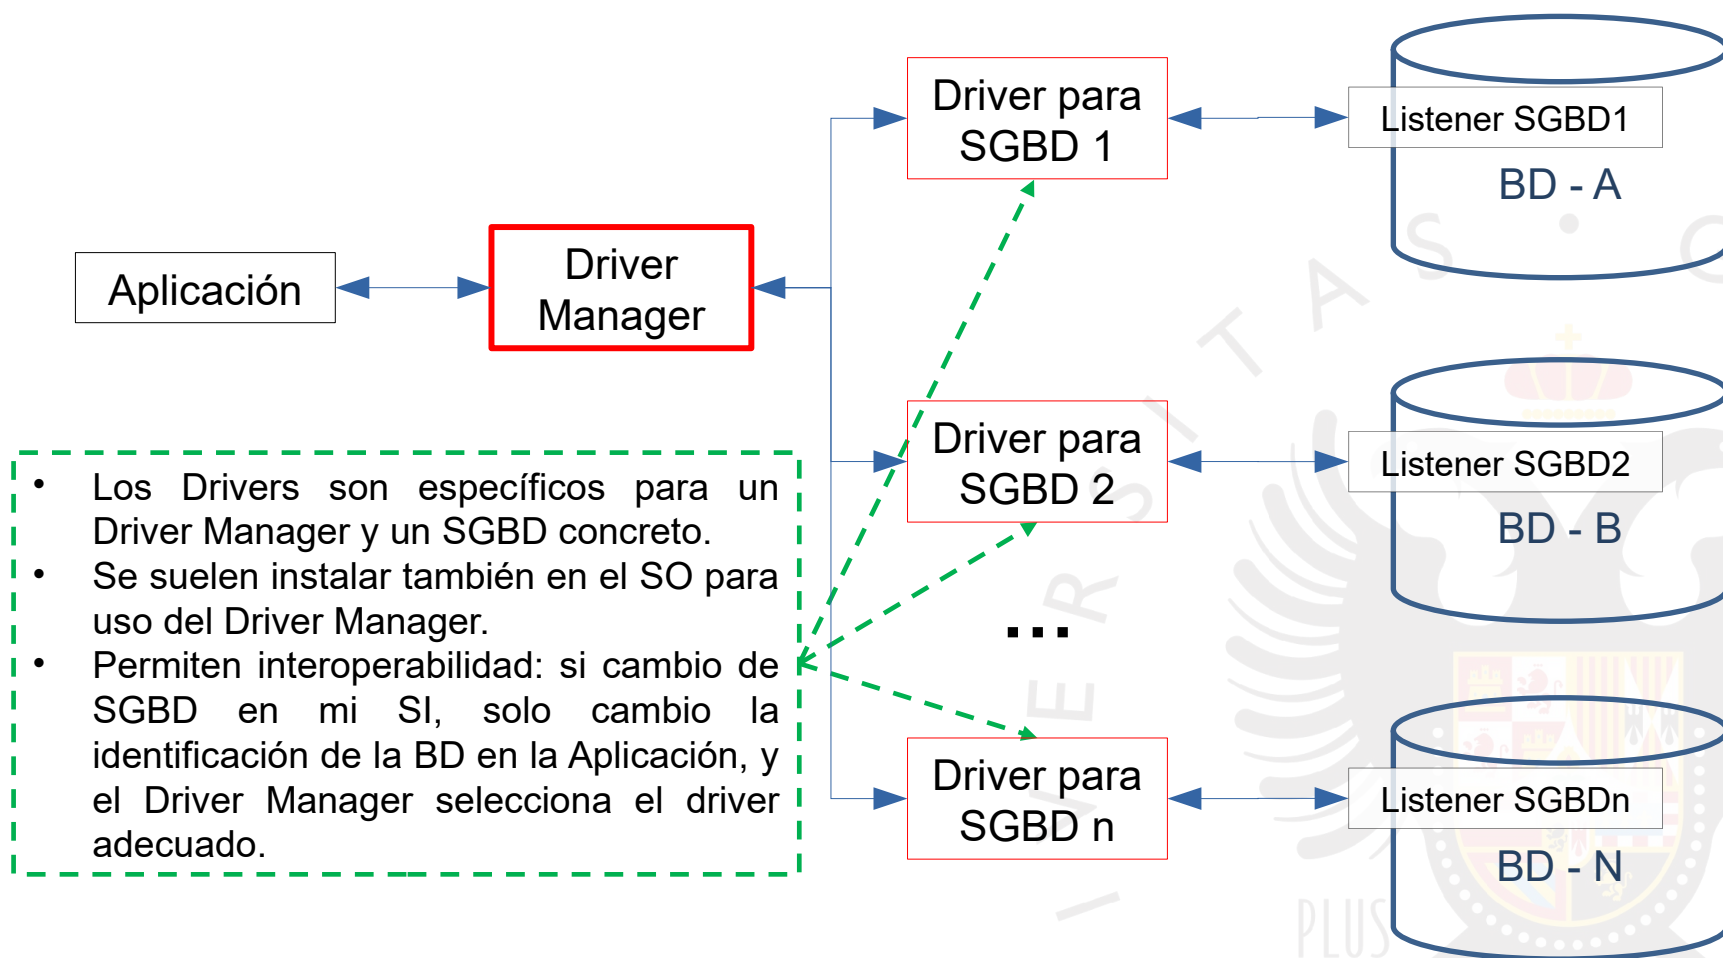 Driver para
SGBD 1
Listener SGBD1
BD - A
Aplicación
Driver
Manager
Driver para
SGBD 2
Listener SGBD2
BD - B
• Los Drivers son específicos para un
Driver Manager y un SGBD concreto.
• Se suelen instalar también en el SO para
uso del Driver Manager.
• Permiten interoperabilidad: si cambio de
SGBD en mi SI, solo cambio la
identificación de la BD en la Aplicación, y
el Driver Manager selecciona el driver
adecuado.
...
Driver para
SGBD n
Listener SGBDn
BD - N
I V E R S I T A S • C
PLUS